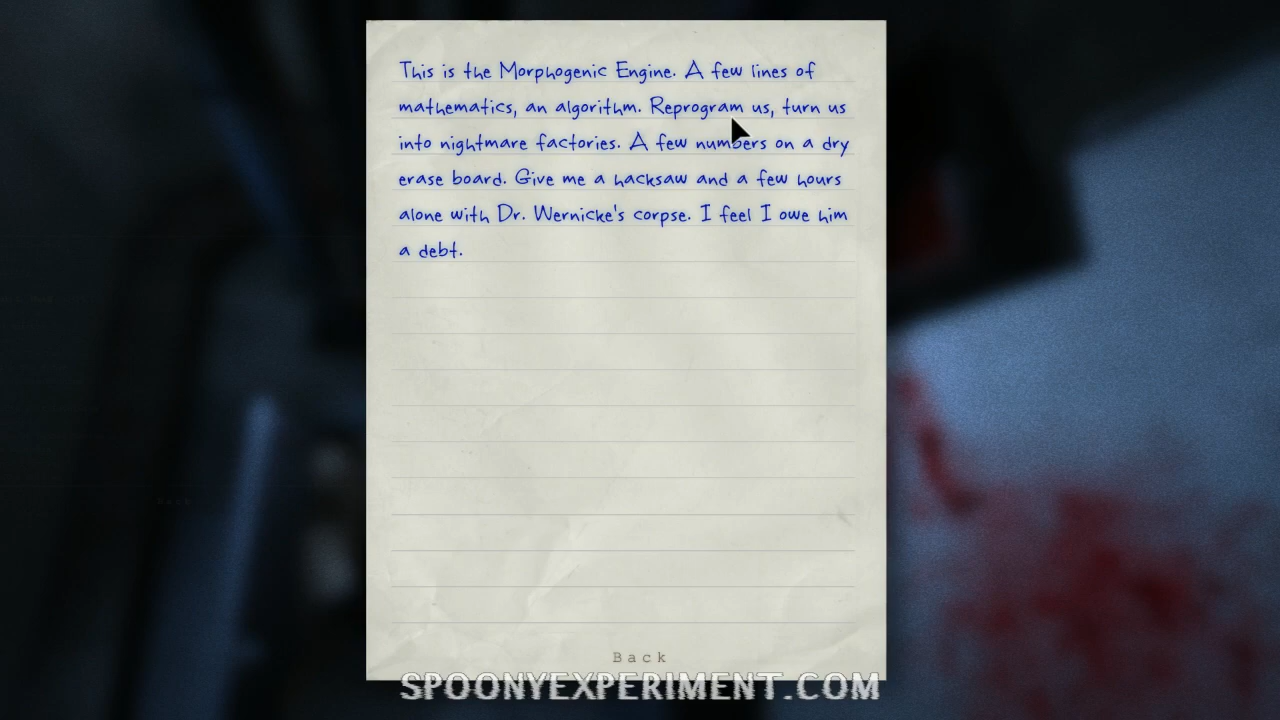 This is the Morphogenic Engine. A few lines of
mathematics, an algorithm. Reprogram us, turn us
into nightmare factories. A few numbers on a dry
erase board. Give me a hacksaw and a few hours
alone with Dr. Wernicke's corpse. I feel I owe him
a debt.
Back
SPOONYEXPERIMENT.COM